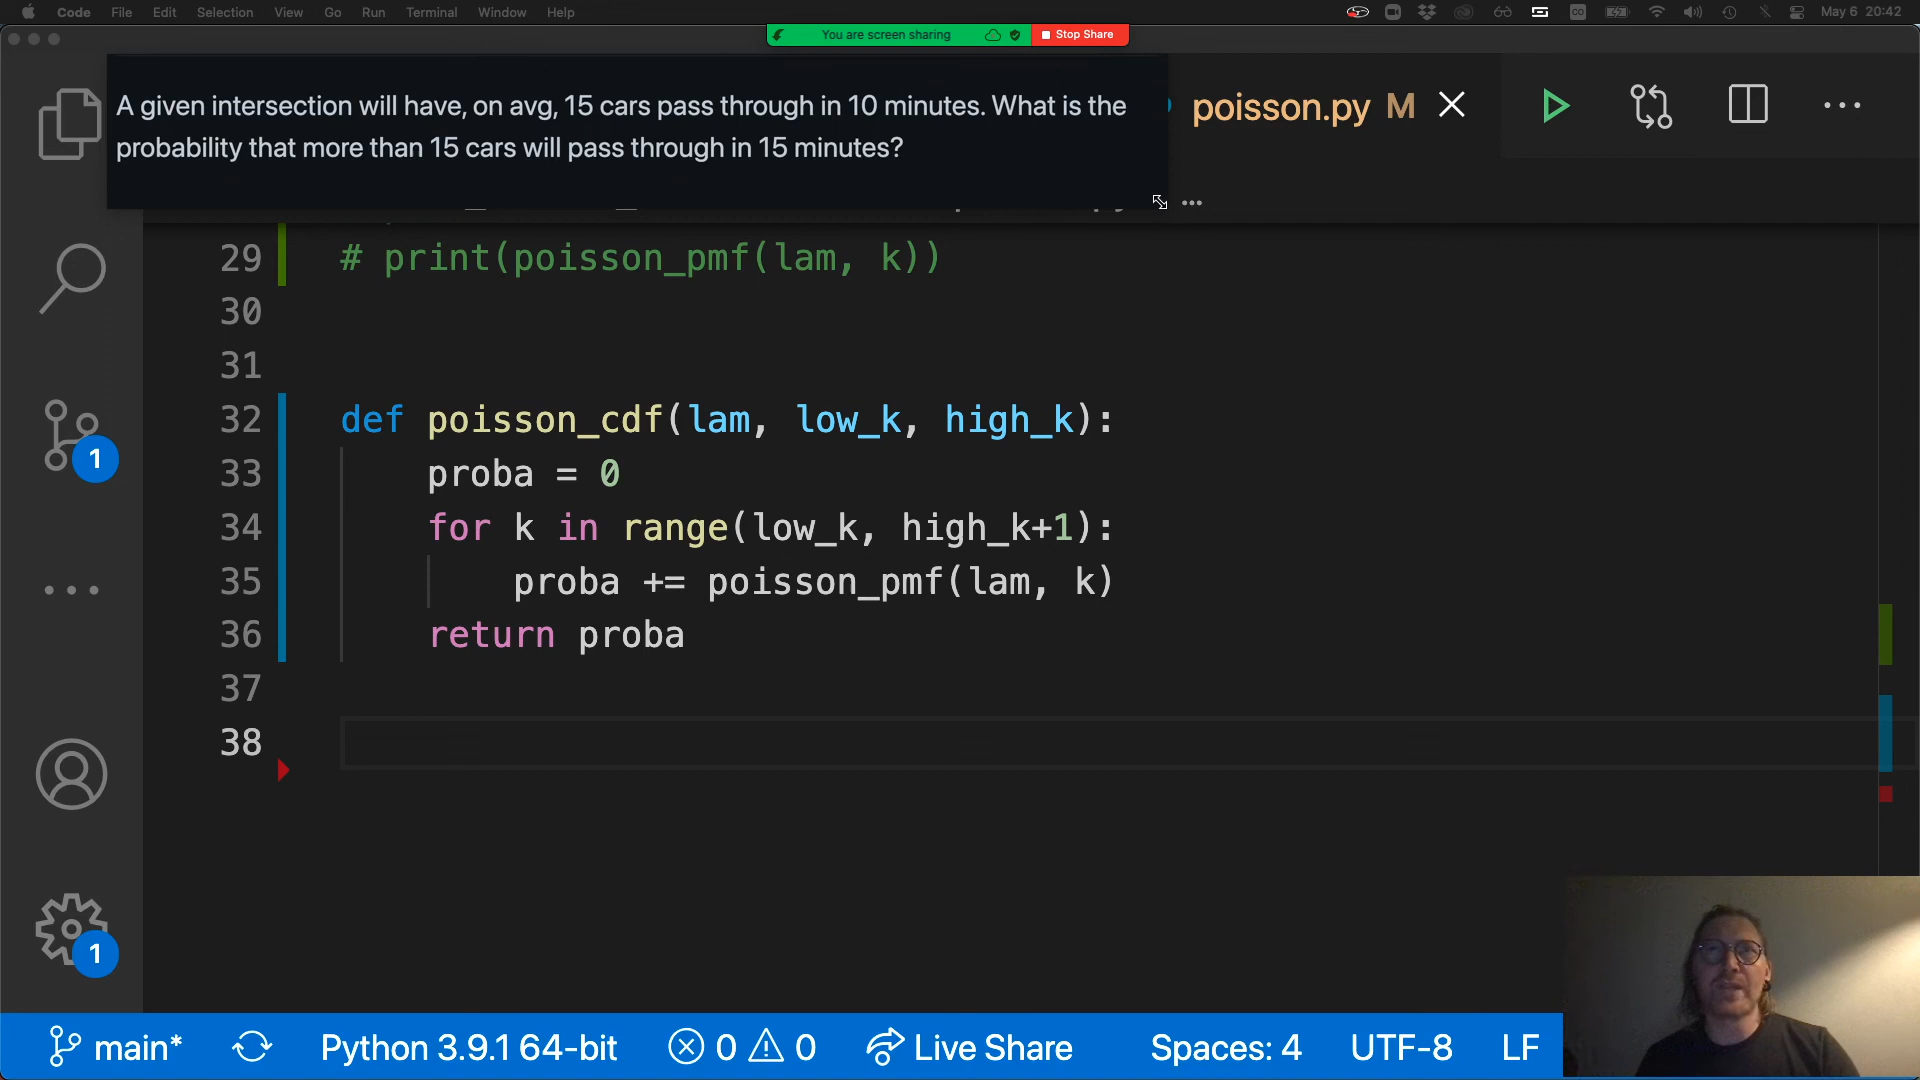 Code File Edit Selection View Go Run Terminal Window Help May 6 20:42
You are screen sharing Stop Share
A given intersection will have, on avg, 15 cars pass through in 10 minutes. What is the
probability that more than 15 cars will pass through in 15 minutes?
poisson.py M
29 # print(poisson_pmf(lam, k))
30
31
32 def poisson_cdf(lam, low_k, high_k):
33 proba = 0
34 for k in range(low_k, high_k+1):
35 proba += poisson_pmf(lam, k)
36 return proba
37
38
1
1
main* Python 3.9.1 64-bit 0 0 Live Share Spaces: 4 UTF-8 LF